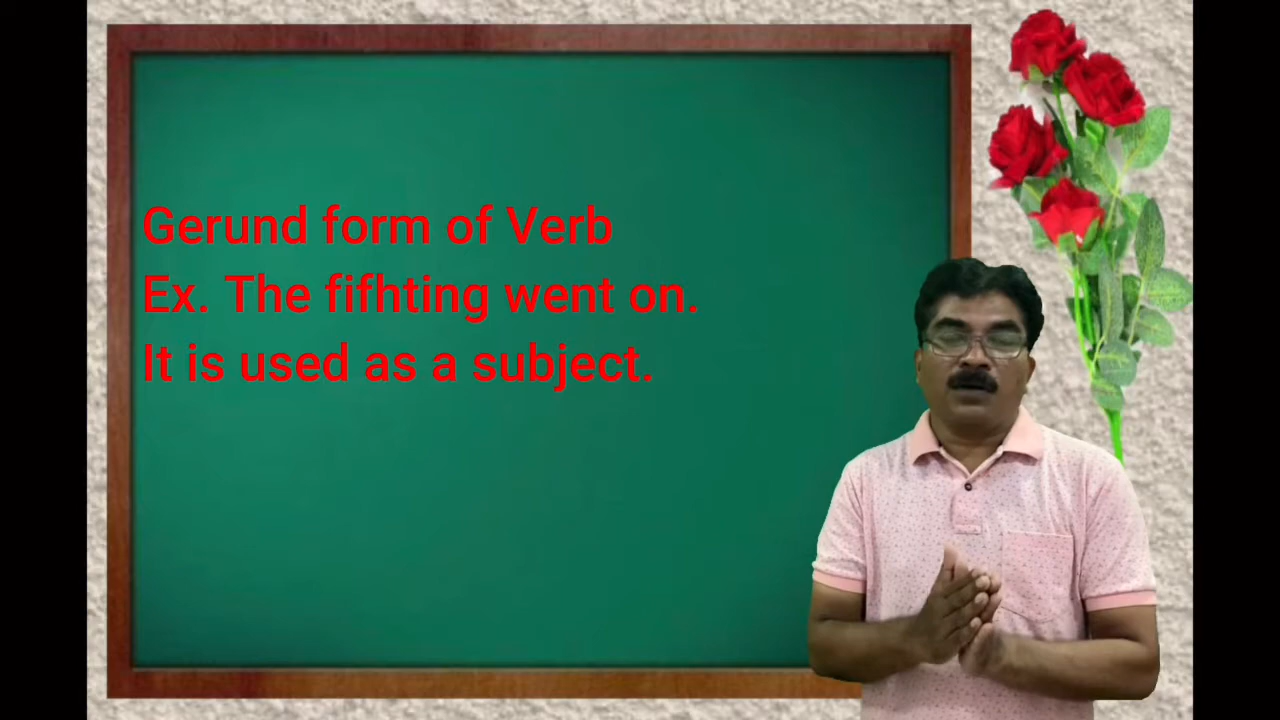 Gerund form of Verb
Ex. The fifhting went on.
It is used as a subject.